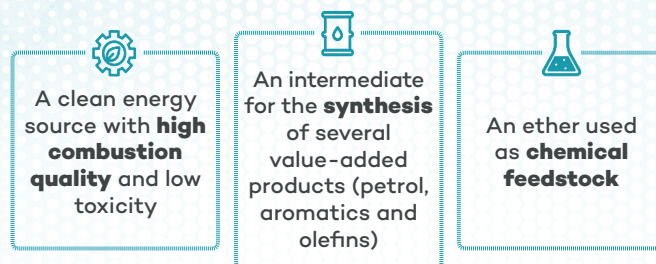 A clean energy
source with high
combustion
quality and low
toxicity
An intermediate
for the synthesis
of several
value-added
products (petrol,
aromatics and
olefins)
An ether used
as chemical
feedstock